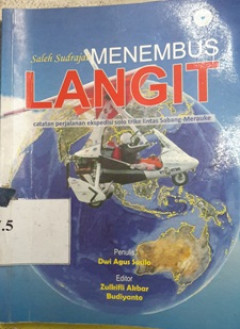 Saleh Sudrajat
MENEMBUS
LANGIT
catatan perjalanan ekspedisi solo trike lintas Sabang-Merauke
Penulis
Dwi Agus Susilo
Editor
Zulkifli Akbar
Budiyanto
.5